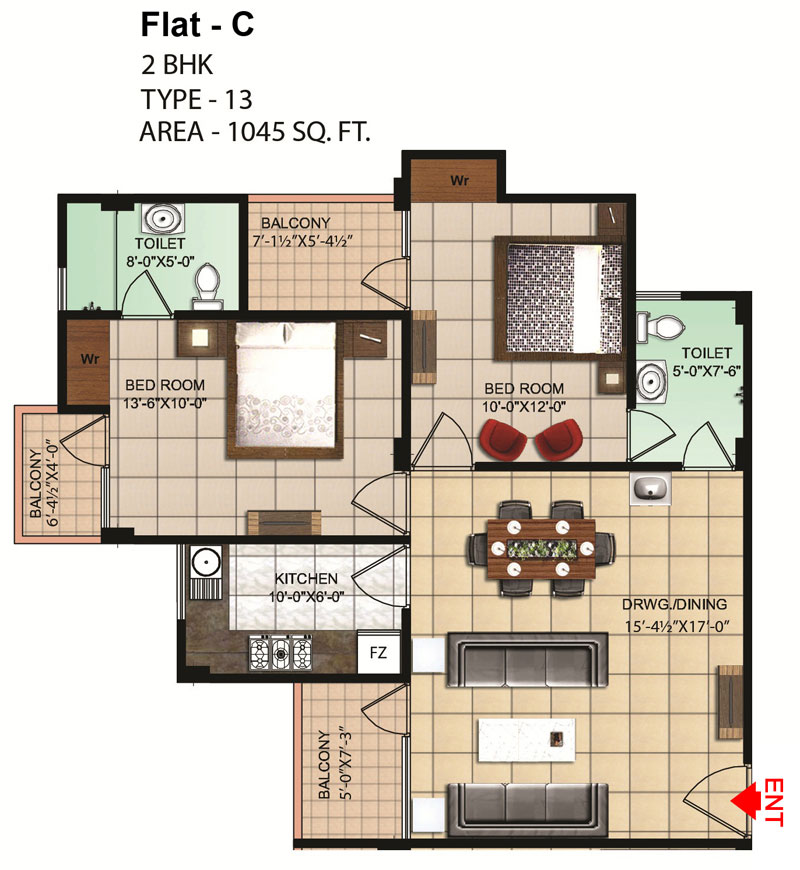 Flat - C
2 BHK
TYPE - 13
AREA - 1045 SQ. FT.
Wr
BALCONY
7'-1½"X5'-4½"
TOILET
8'-0"X5'-0"
Wr
BED ROOM
13'-6"X10'-0"
BED ROOM
10'-0"X12'-0"
TOILET
5'-0"X7'-6"
BALCONY
6'-4½"X4'-0"
KITCHEN
10'-0"X6'-0"
FZ
DRWG./DINING
15'-4½"X17'-0"
BALCONY
5'-0"X7'-3"
ENT